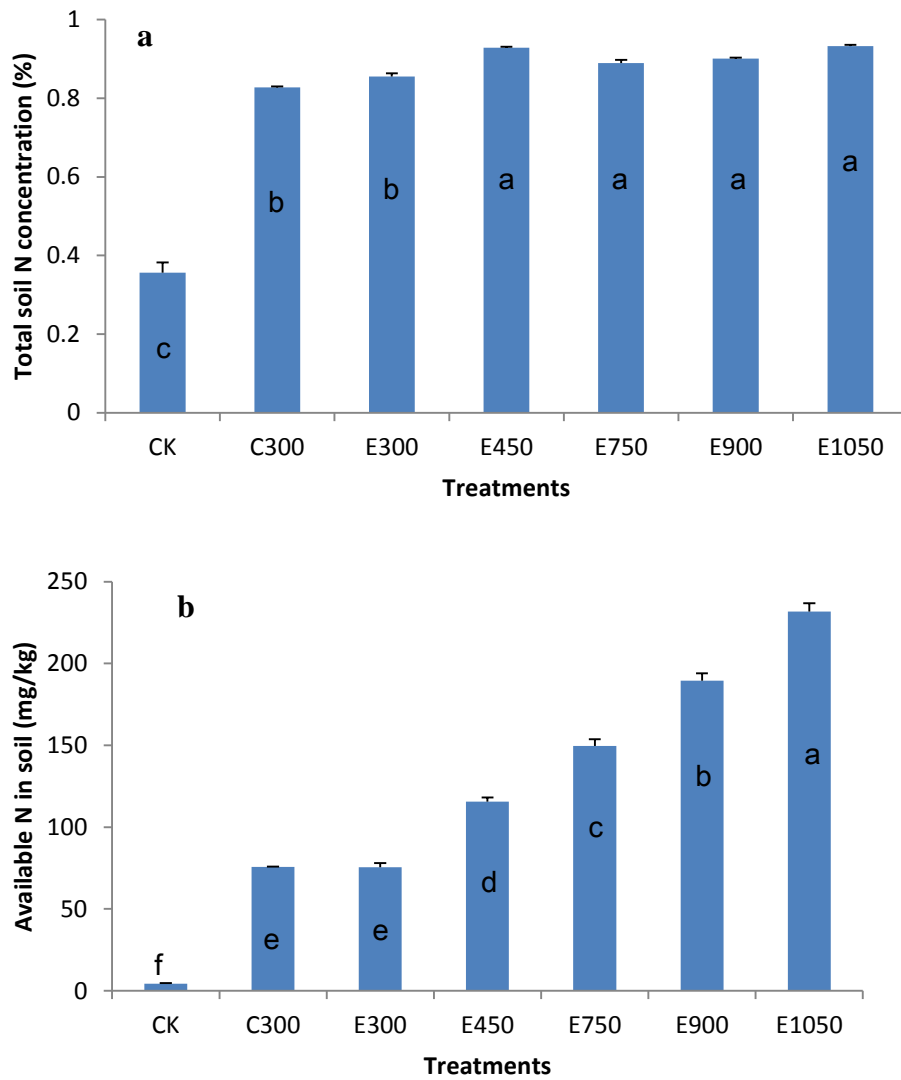 a
Total soil N concentration (%)
1
0.8
0.6
0.4
0.2
0
c
b
b
a
a
a
a
CK C300 E300 E450 E750 E900 E1050
Treatments
b
Available N in soil (mg/kg)
250
200
150
100
50
0
f
e
e
d
c
b
a
CK C300 E300 E450 E750 E900 E1050
Treatments